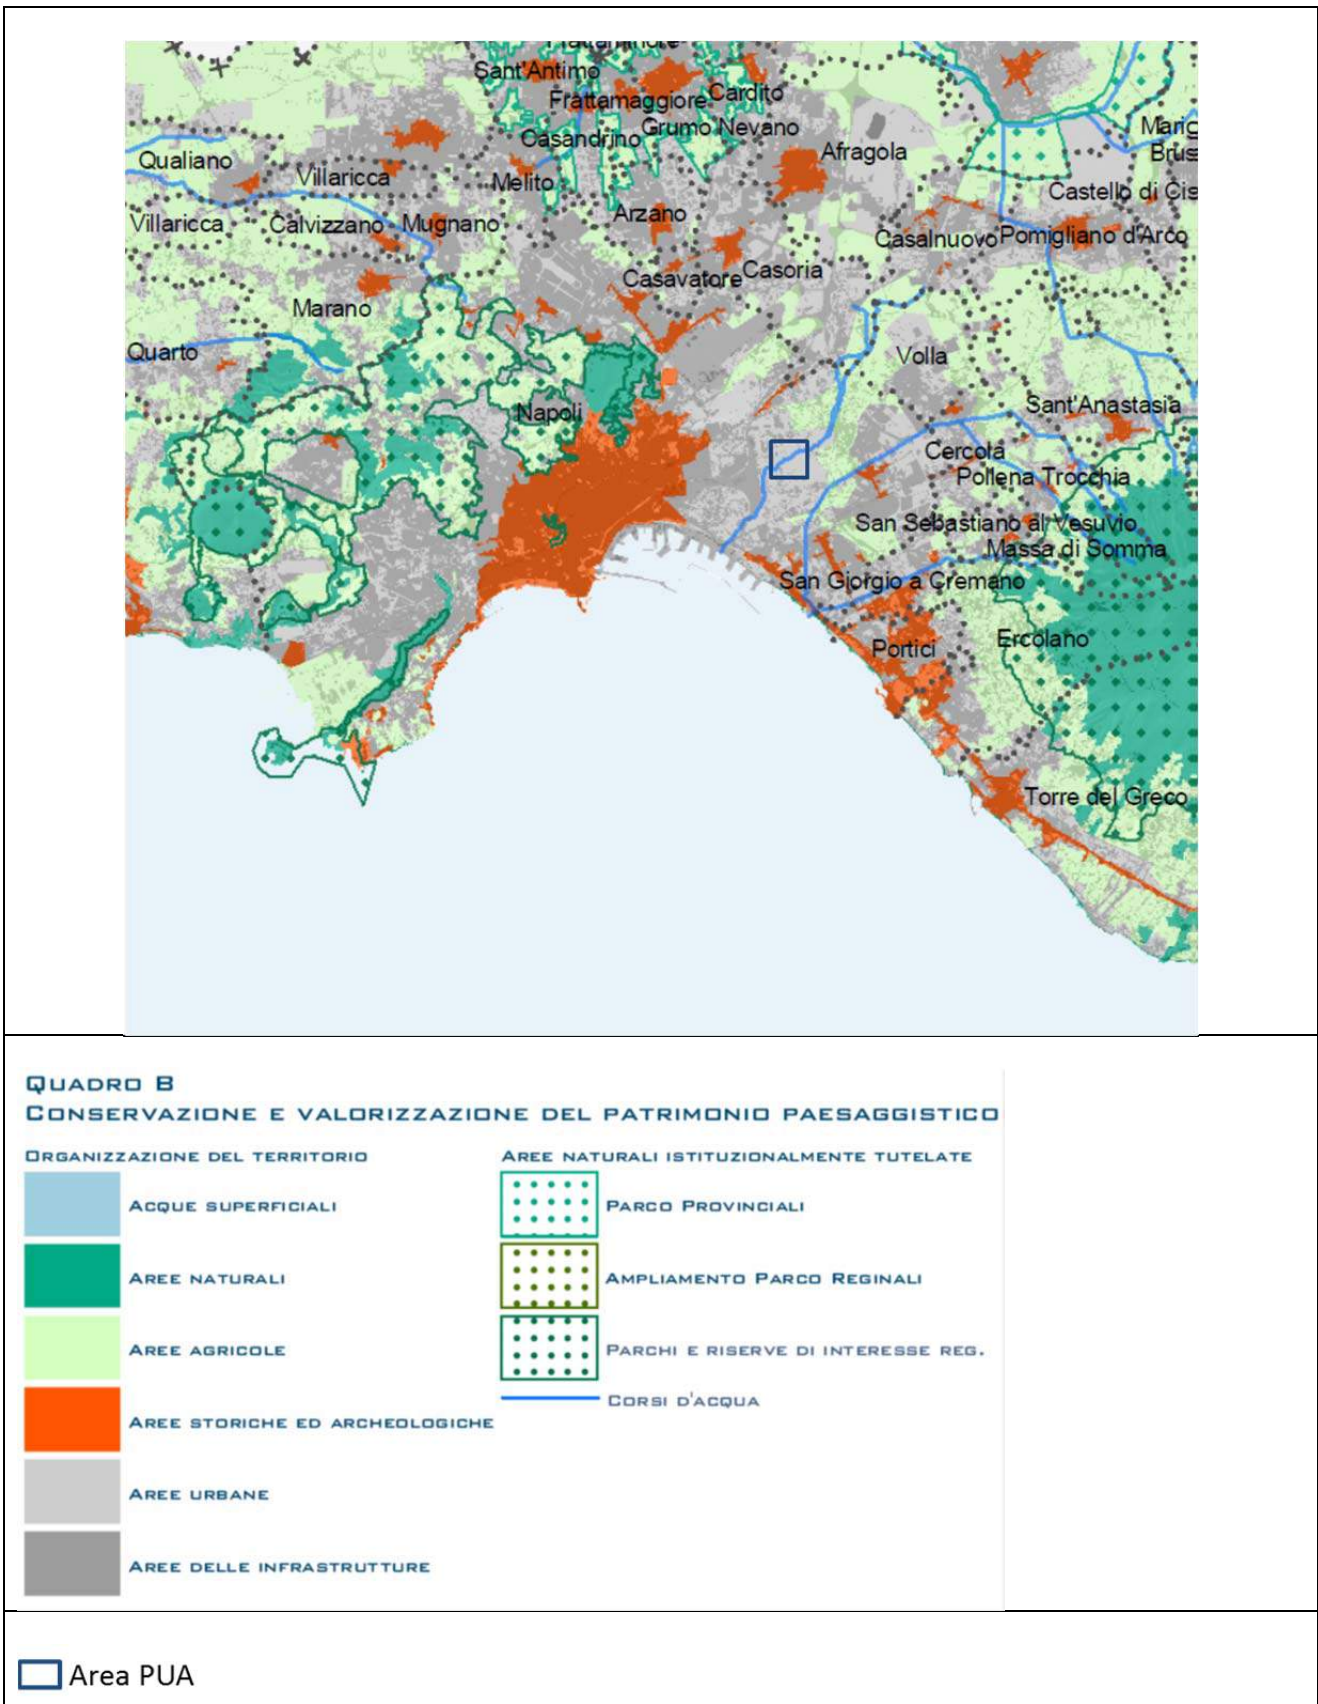 Sant'Antimo
Frattamaggiore
Cardito
Casandrino
Grumo Nevano
Afragola
Marig
Brus
Qualiano
Villaricca
Melito
Castello di Cis
Villaricca
Calvizzano
Mugnano
Arzano
Casalnuovo
Pomigliano d'Arco
Casavatore
Casoria
Marano
Quarto
Volla
Napoli
Sant'Anastasia
Cercola
Pollena Trocchia
San Sebastiano al Vesuvio
Massa di Somma
San Giorgio a Cremano
Portici
Ercolano
Torre del Greco
QUADRO B
CONSERVAZIONE E VALORIZZAZIONE DEL PATRIMONIO PAESAGGISTICO
ORGANIZZAZIONE DEL TERRITORIO
ACQUE SUPERFICIALI
AREE NATURALI
AREE AGRICOLE
AREE STORICHE ED ARCHEOLOGICHE
AREE URBANE
AREE DELLE INFRASTRUTTURE
AREE NATURALI ISTITUZIONALMENTE TUTELATE
PARCO PROVINCIALI
AMPLIAMENTO PARCO REGINALI
PARCHI E RISERVE DI INTERESSE REG.
CORSI D'ACQUA
Area PUA